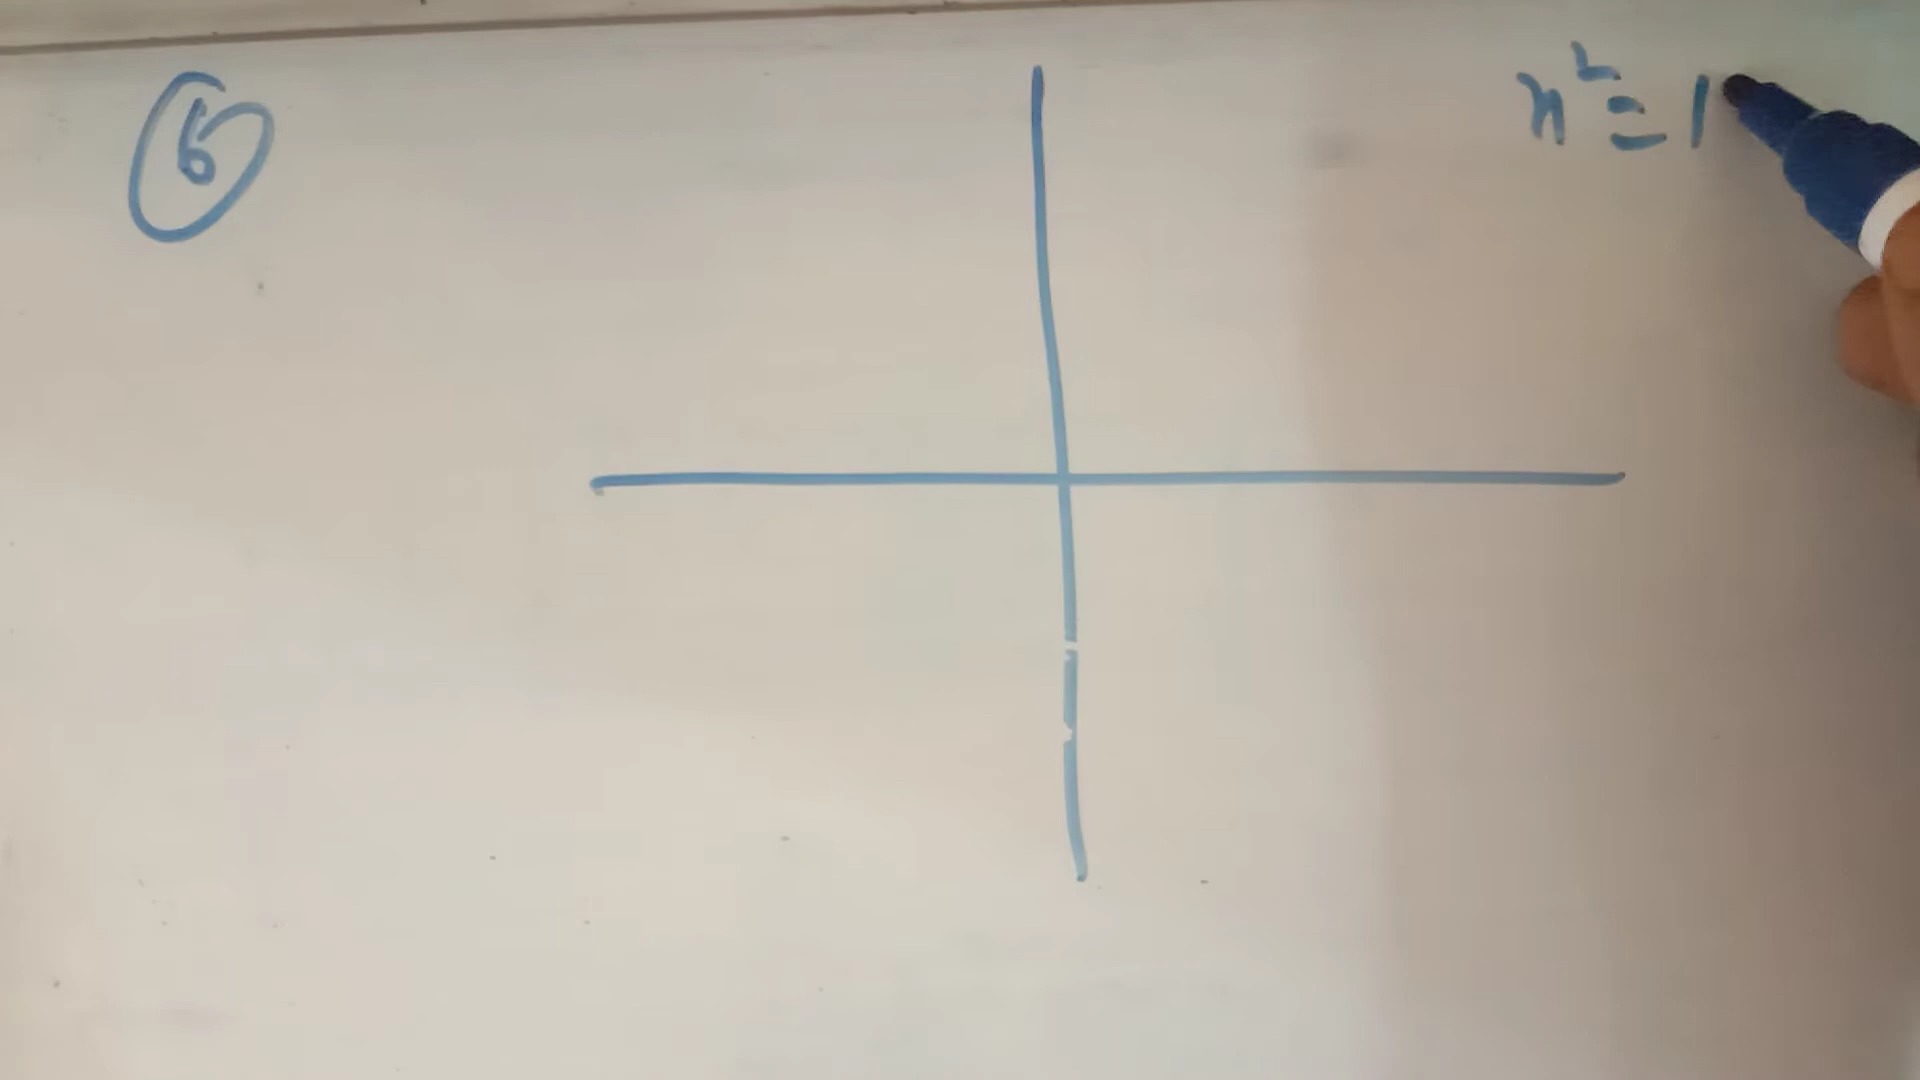 6
x² = 1